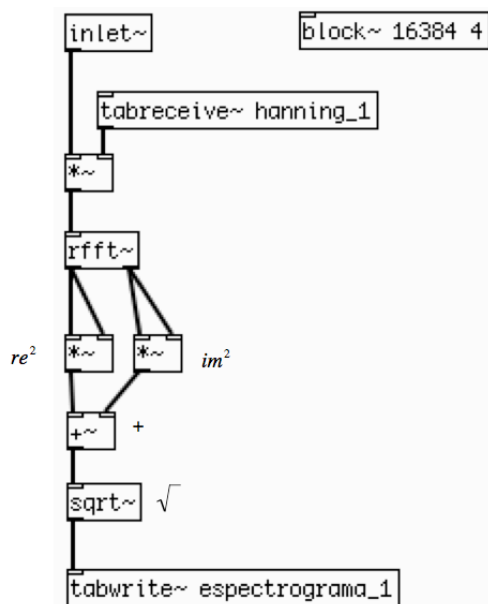 inlet~
block~ 16384 4
tabreceive~ hanning_1
*~
rfft~
re²
*~
*~
im²
+~
+
sqrt~
√
tabwrite~ espectrograma_1